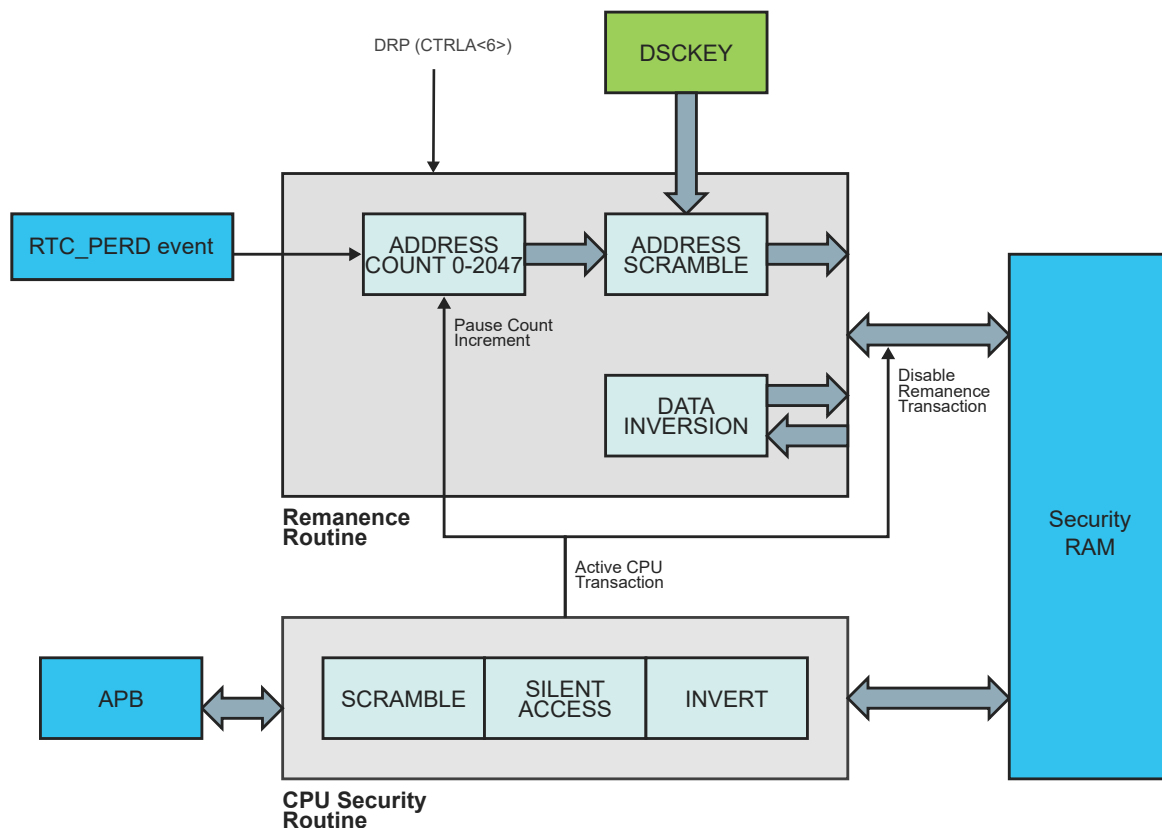 DRP (CTRLA<6>)
DSCKEY
RTC_PERD event
ADDRESS
COUNT 0-2047
ADDRESS
SCRAMBLE
Pause Count
Increment
Disable
Remanence
Transaction
DATA
INVERSION
Remanence
Routine
Security
RAM
Active CPU
Transaction
APB
SCRAMBLE
SILENT
ACCESS
INVERT
CPU Security
Routine